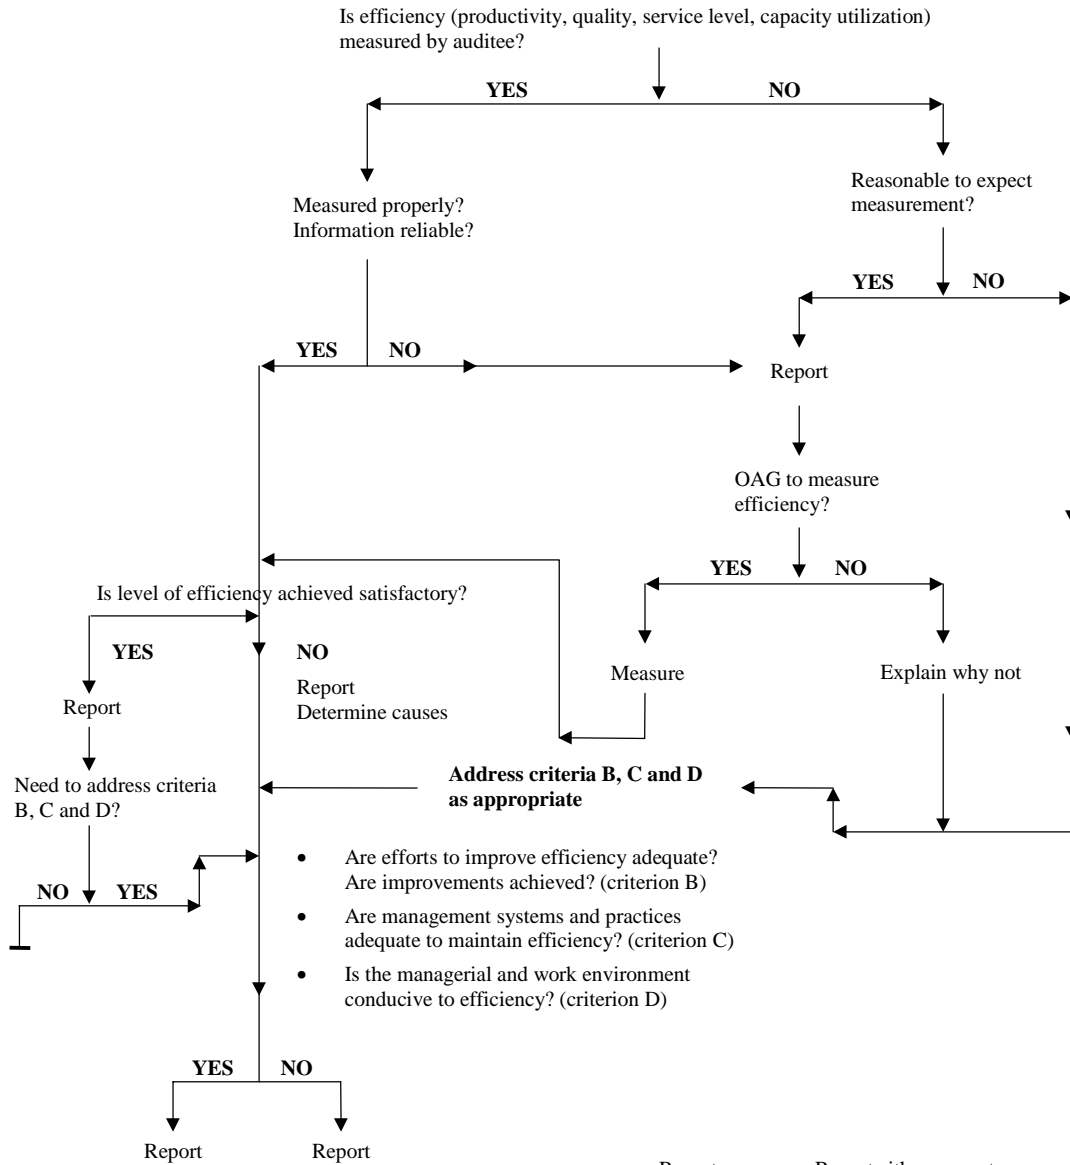 Is efficiency (productivity, quality, service level, capacity utilization)
measured by auditee?
YES NO
Measured properly?
Information reliable?
Reasonable to expect
measurement?
YES NO
YES NO
Report
OAG to measure
efficiency?
YES NO
Is level of efficiency achieved satisfactory?
YES
NO
Report
Determine causes
Measure
Explain why not
Report
Need to address criteria
B, C and D?
Address criteria B, C and D
as appropriate
NO YES
• Are efforts to improve efficiency adequate?
Are improvements achieved? (criterion B)
• Are management systems and practices
adequate to maintain efficiency? (criterion C)
• Is the managerial and work environment
conducive to efficiency? (criterion D)
YES NO
Report Report